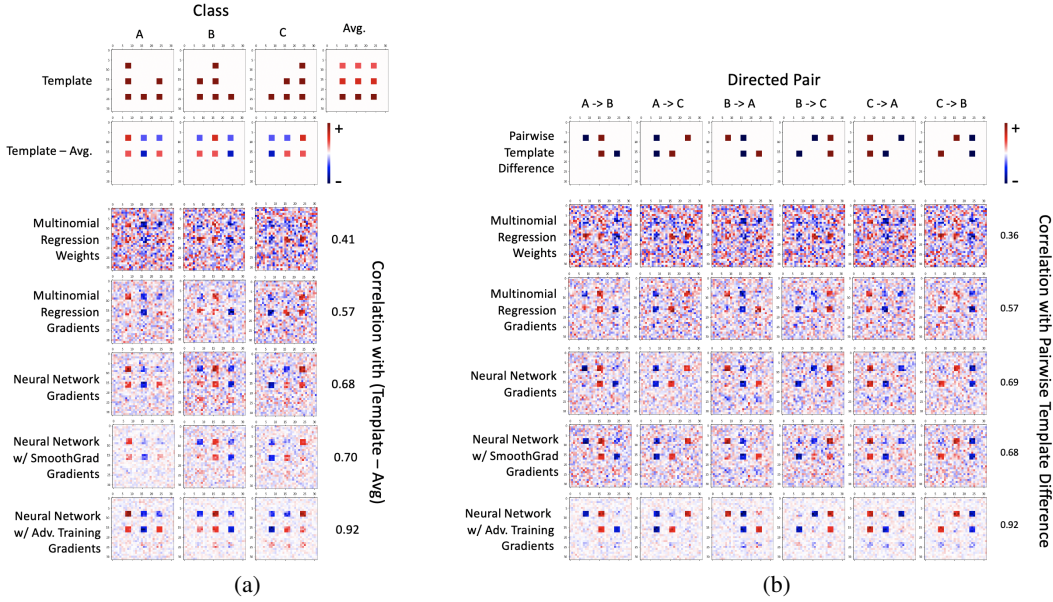 Class
A B C Avg.
Template
Template – Avg.
+
–
Multinomial
Regression
Weights
0.41
Multinomial
Regression
Gradients
0.57
Neural Network
Gradients
0.68
Neural Network
w/ SmoothGrad
Gradients
0.70
Neural Network
w/ Adv. Training
Gradients
0.92
Correlation with (Template – Avg)
(a)
Directed Pair
A -> B A -> C B -> A B -> C C -> A C -> B
Pairwise
Template
Difference
+
–
Multinomial
Regression
Weights
0.36
Multinomial
Regression
Gradients
0.57
Neural Network
Gradients
0.69
Neural Network
w/ SmoothGrad
Gradients
0.68
Neural Network
w/ Adv. Training
Gradients
0.92
Correlation with Pairwise Template Difference
(b)